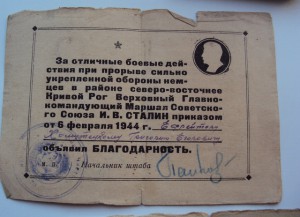 За отличные боевые дей-
ствия при прорыве сильно
укрепленной обороны нем-
цев в районе северо-восточнее
Кривой Рог Верховный Главно-
командующий Маршал Советско-
го Союза И. В. СТАЛИН приказом
от 6 февраля 1944 г.
объявил БЛАГОДАРНОСТЬ.
Начальник штаба